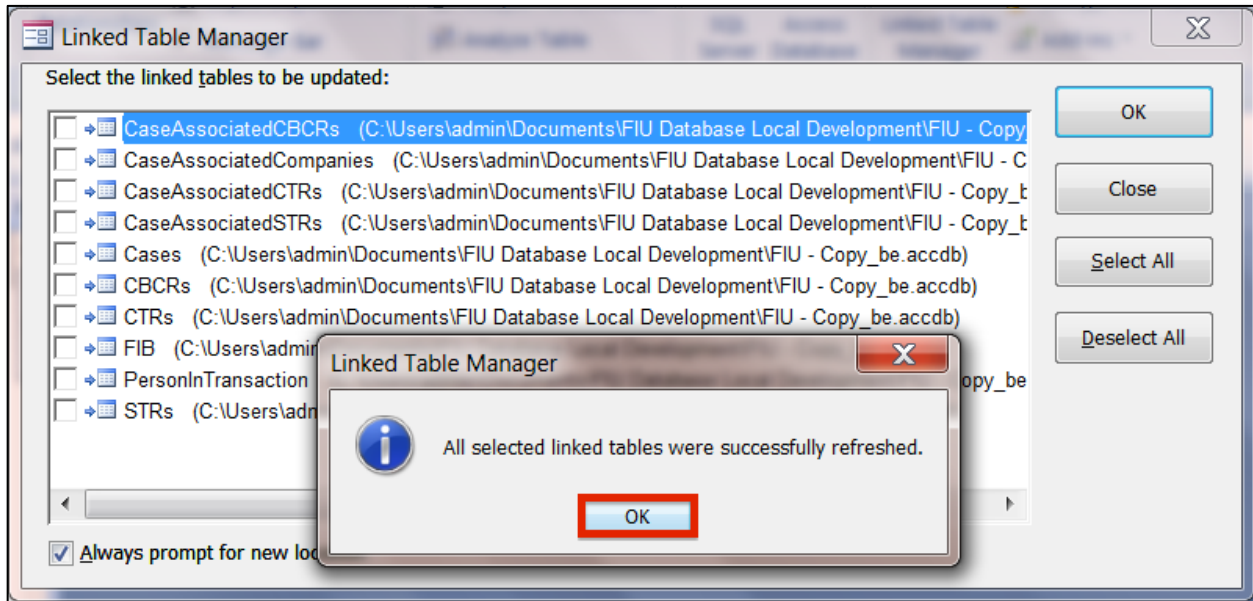 Linked Table Manager
Select the linked tables to be updated:
CaseAssociatedCBCRs (C:\Users\admin\Documents\FIU Database Local Development\FIU - Copy_
CaseAssociatedCompanies (C:\Users\admin\Documents\FIU Database Local Development\FIU - C
CaseAssociatedCTRs (C:\Users\admin\Documents\FIU Database Local Development\FIU - Copy_b
CaseAssociatedSTRs (C:\Users\admin\Documents\FIU Database Local Development\FIU - Copy_b
Cases (C:\Users\admin\Documents\FIU Database Local Development\FIU - Copy_be.accdb)
CBCRs (C:\Users\admin\Documents\FIU Database Local Development\FIU - Copy_be.accdb)
CTRs (C:\Users\admin\Documents\FIU Database Local Development\FIU - Copy_be.accdb)
FIB (C:\Users\admin
PersonInTransaction opy_be
STRs (C:\Users\adn
Always prompt for new loc
OK
Close
Select All
Deselect All
Linked Table Manager
All selected linked tables were successfully refreshed.
OK